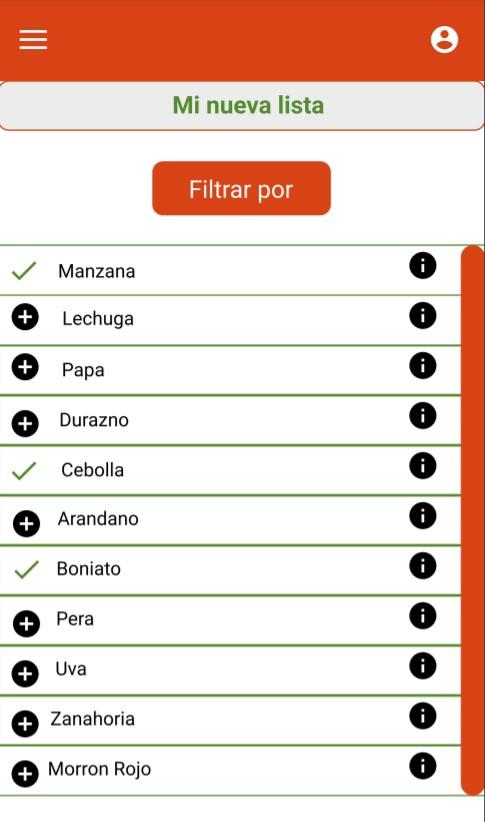 Mi nueva lista
Filtrar por
Manzana
Lechuga
Papa
Durazno
Cebolla
Arandano
Boniato
Pera
Uva
Zanahoria
Morron Rojo